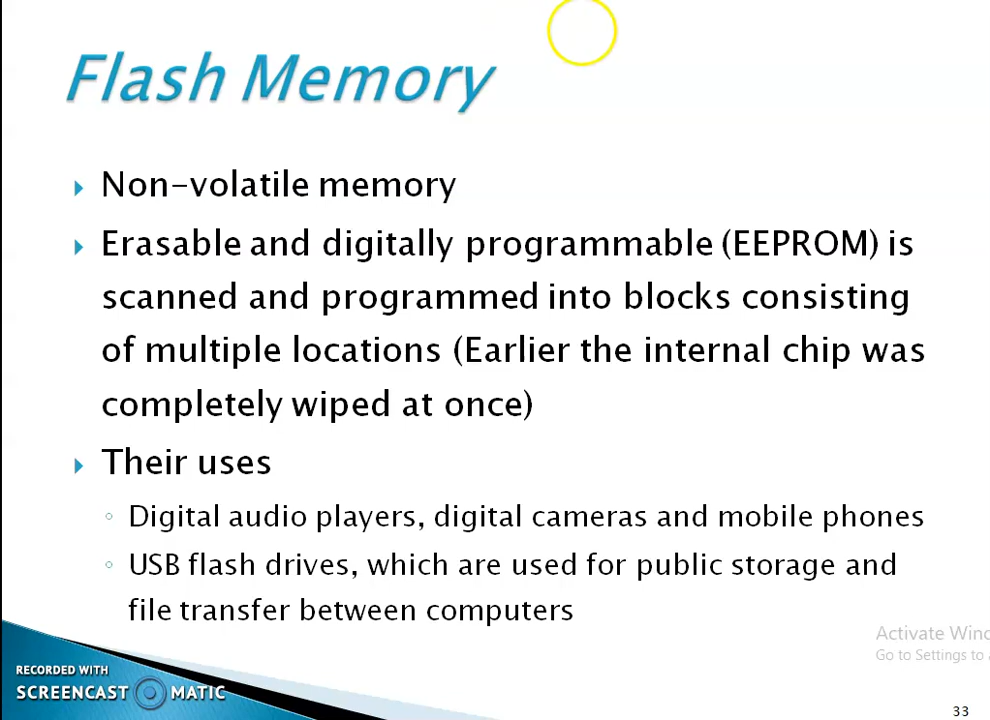 Flash Memory
Non-volatile memory
Erasable and digitally programmable (EEPROM) is
scanned and programmed into blocks consisting
of multiple locations (Earlier the internal chip was
completely wiped at once)
Their uses
Digital audio players, digital cameras and mobile phones
USB flash drives, which are used for public storage and
file transfer between computers
Activate Winc
Go to Settings to
RECORDED WITH
SCREENCAST MATIC
33